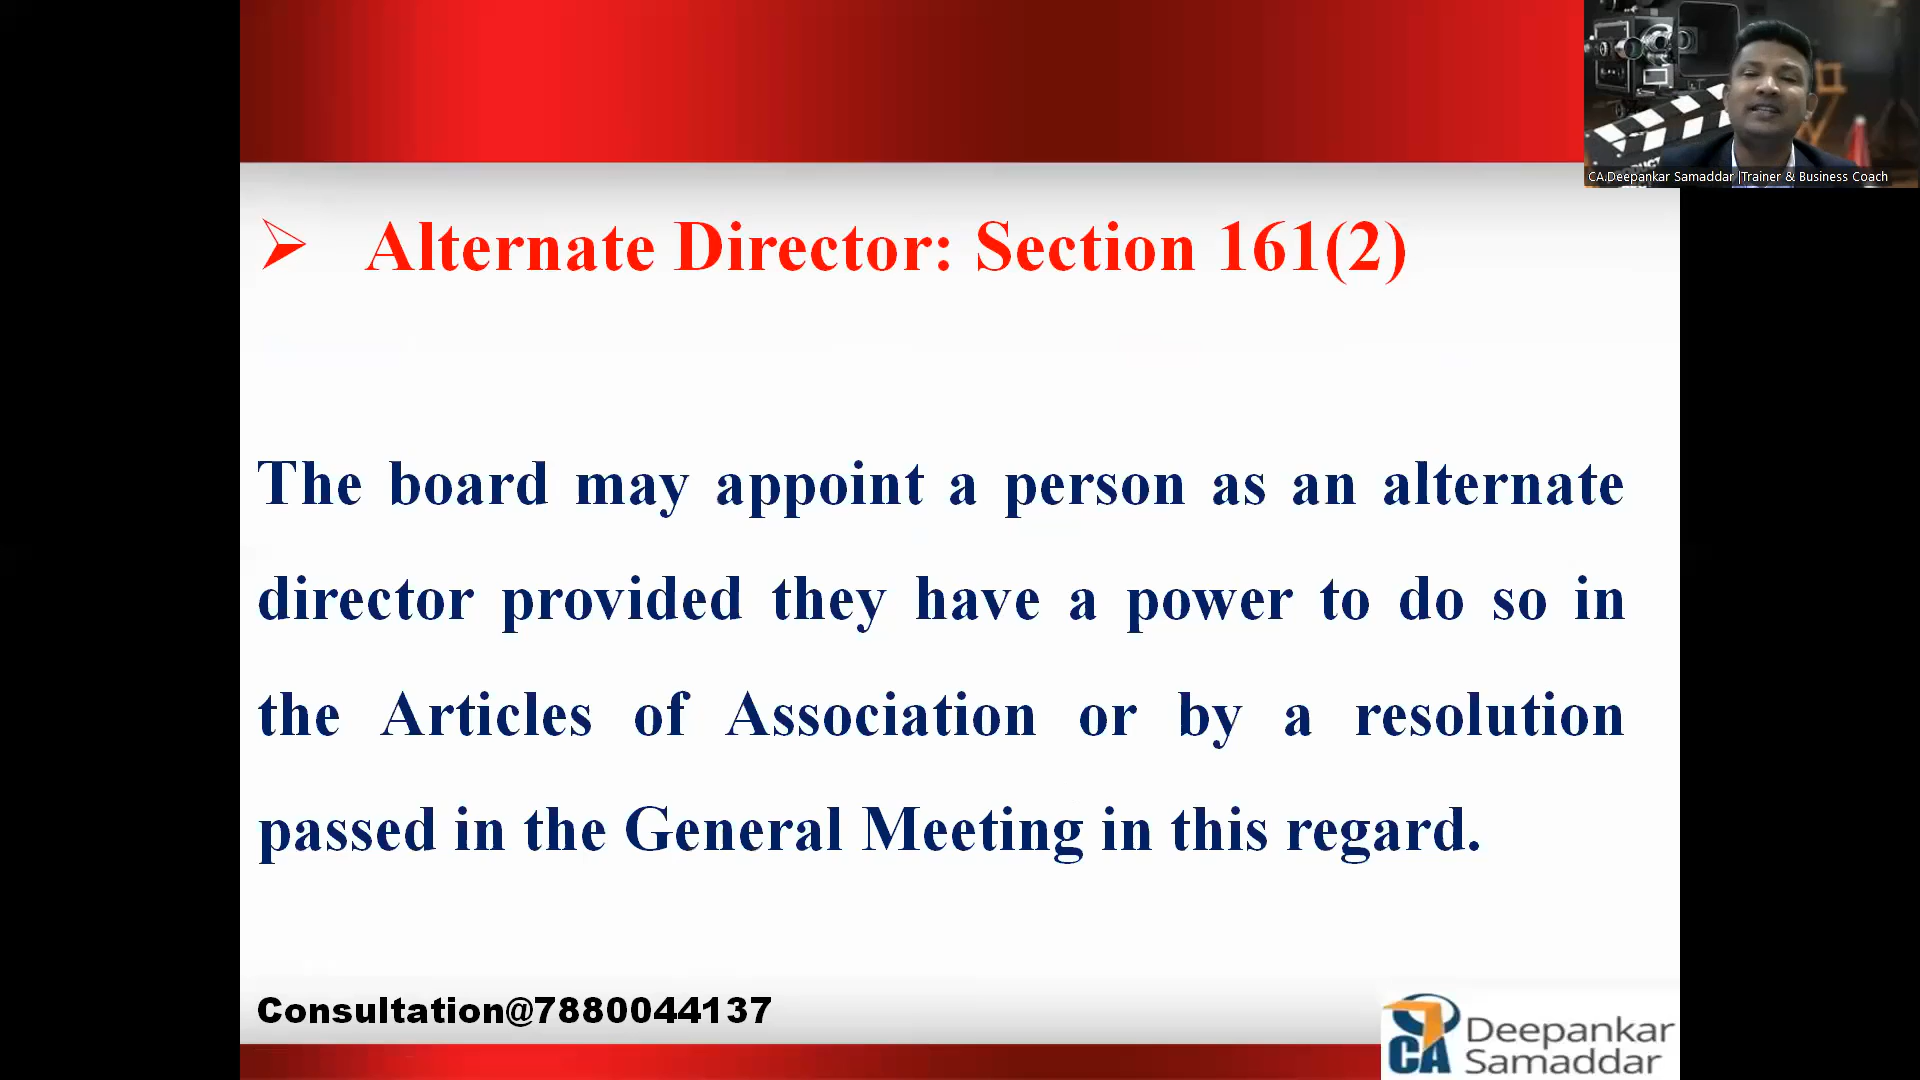 CA.Deepankar Samaddar |Trainer & Business Coach
Alternate Director: Section 161(2)
The board may appoint a person as an alternate
director provided they have a power to do so in
the Articles of Association or by a resolution
passed in the General Meeting in this regard.
Consultation@7880044137
CA
Deepankar
Samaddar